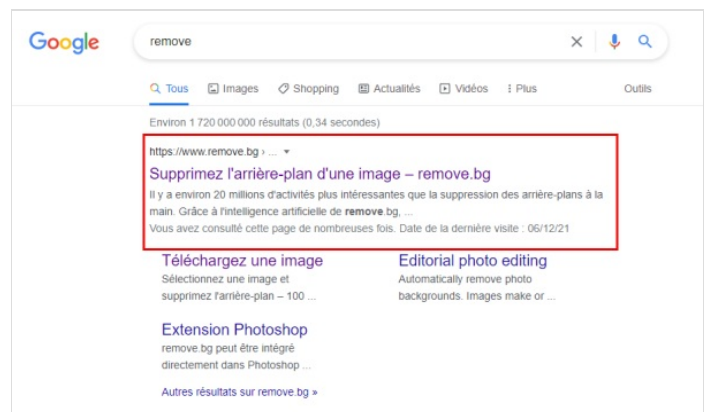 Google
remove
Tous Images Shopping Actualités Vidéos Plus Outils
Environ 1 720 000 000 résultats (0,34 secondes)
https://www.remove.bg › ...
Supprimez l'arrière-plan d'une image – remove.bg
Il y a environ 20 millions d'activités plus intéressantes que la suppression des arrière-plans à la
main. Grâce à l'intelligence artificielle de remove.bg, ...
Vous avez consulté cette page de nombreuses fois. Date de la dernière visite : 06/12/21
Téléchargez une image
Sélectionnez une image et
supprimez l'arrière-plan – 100 ...
Editorial photo editing
Automatically remove photo
backgrounds. Images make or ...
Extension Photoshop
remove.bg peut être intégré
directement dans Photoshop ...
Autres résultats sur remove.bg »